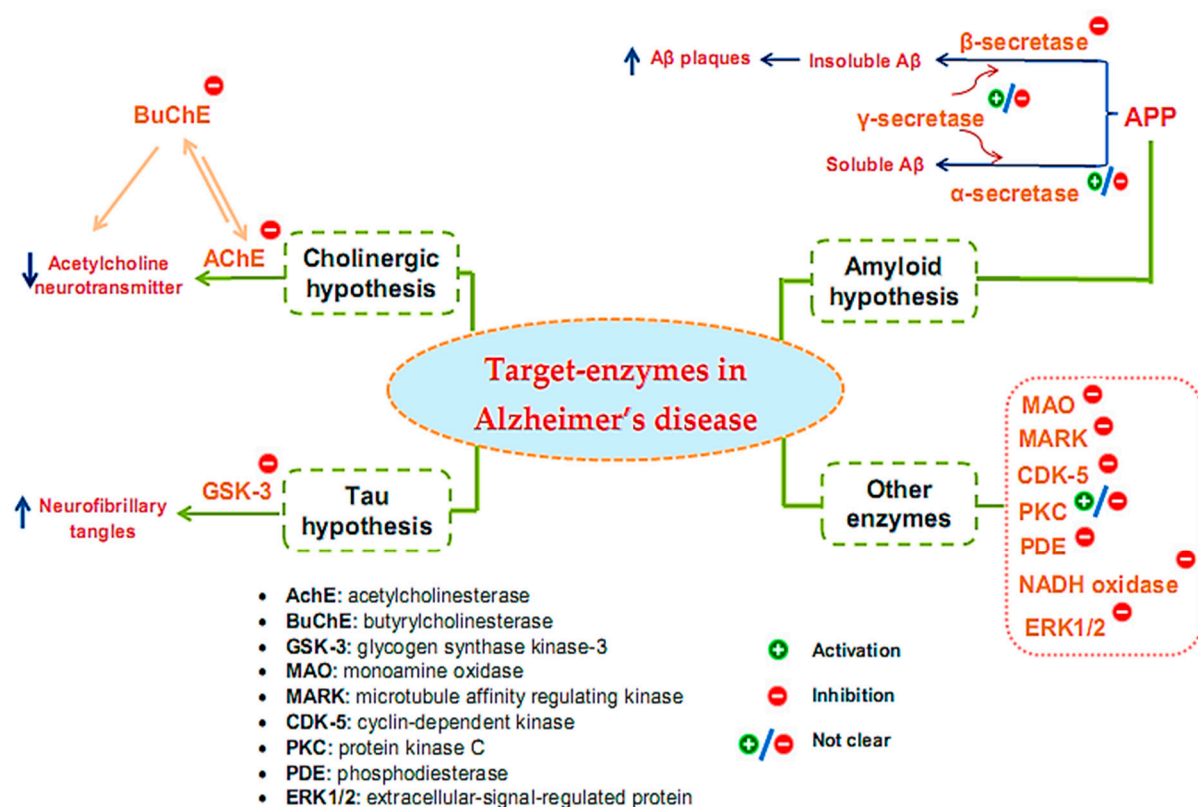 β-secretase
Aβ plaques
Insoluble Aβ
γ-secretase
APP
Soluble Aβ
α-secretase
BuChE
AChE
Acetylcholine
neurotransmitter
Cholinergic
hypothesis
Amyloid
hypothesis
Target-enzymes in
Alzheimer's disease
GSK-3
Neurofibrillary
tangles
Tau
hypothesis
Other
enzymes
MAO
MARK
CDK-5
PKC
PDE
NADH oxidase
ERK1/2
• AchE: acetylcholinesterase
• BuChE: butyrylcholinesterase
• GSK-3: glycogen synthase kinase-3
• MAO: monoamine oxidase
• MARK: microtubule affinity regulating kinase
• CDK-5: cyclin-dependent kinase
• PKC: protein kinase C
• PDE: phosphodiesterase
• ERK1/2: extracellular-signal-regulated protein
Activation
Inhibition
Not clear